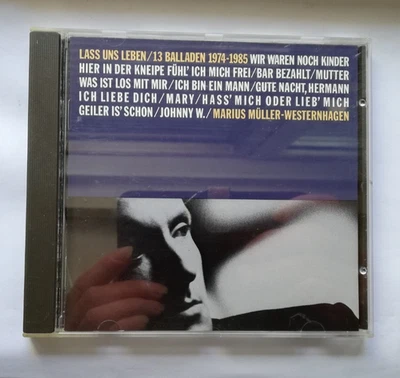 LASS UNS LEBEN/13 BALLADEN 1974-1985 WIR WAREN NOCH KINDER
HIER IN DER KNEIPE FÜHL' ICH MICH FREI/BAR BEZAHLT/MUTTER
WAS IST LOS MIT MIR/ICH BIN EIN MANN/GUTE NACHT, HERMANN
ICH LIEBE DICH/MARY/HASS' MICH ODER LIEB' MICH
GEILER IS' SCHON/JOHNNY W./MARIUS MÜLLER-WESTERNHAGEN